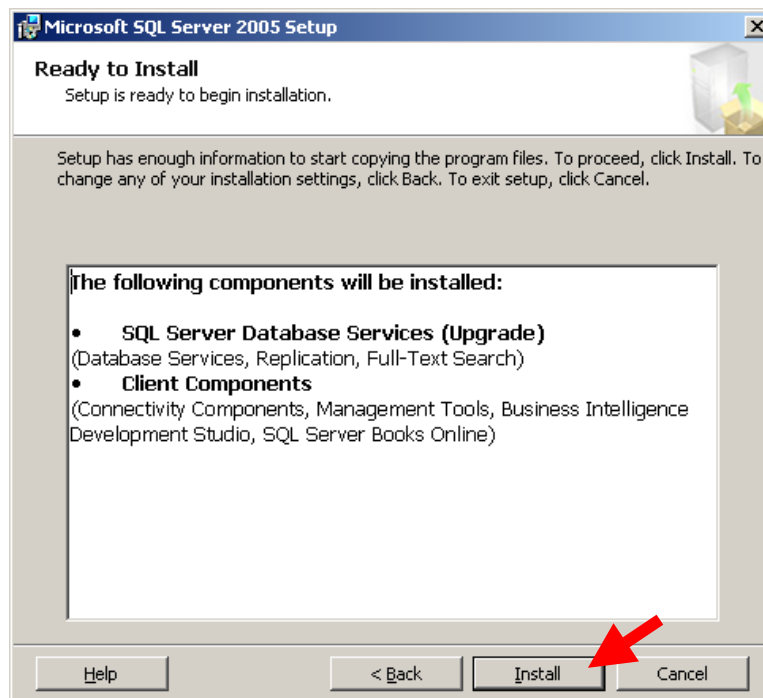 Microsoft SQL Server 2005 Setup
Ready to Install
Setup is ready to begin installation.
Setup has enough information to start copying the program files. To proceed, click Install. To
change any of your installation settings, click Back. To exit setup, click Cancel.
The following components will be installed:
• SQL Server Database Services (Upgrade)
(Database Services, Replication, Full-Text Search)
• Client Components
(Connectivity Components, Management Tools, Business Intelligence
Development Studio, SQL Server Books Online)
Help < Back Install Cancel